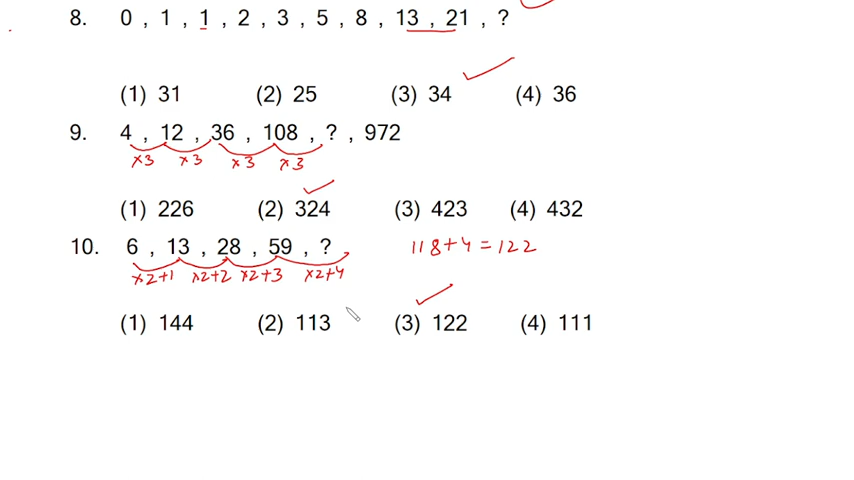 8. 0 , 1 , 1 , 2 , 3 , 5 , 8 , 13 , 21 , ?
(1) 31 (2) 25 (3) 34 (4) 36
9. 4 , 12 , 36 , 108 , ? , 972
×3 ×3 ×3 ×3
(1) 226 (2) 324 (3) 423 (4) 432
10. 6 , 13 , 28 , 59 , ? 118+4=122
×2+1 ×2+2 ×2+3 ×2+4
(1) 144 (2) 113 (3) 122 (4) 111